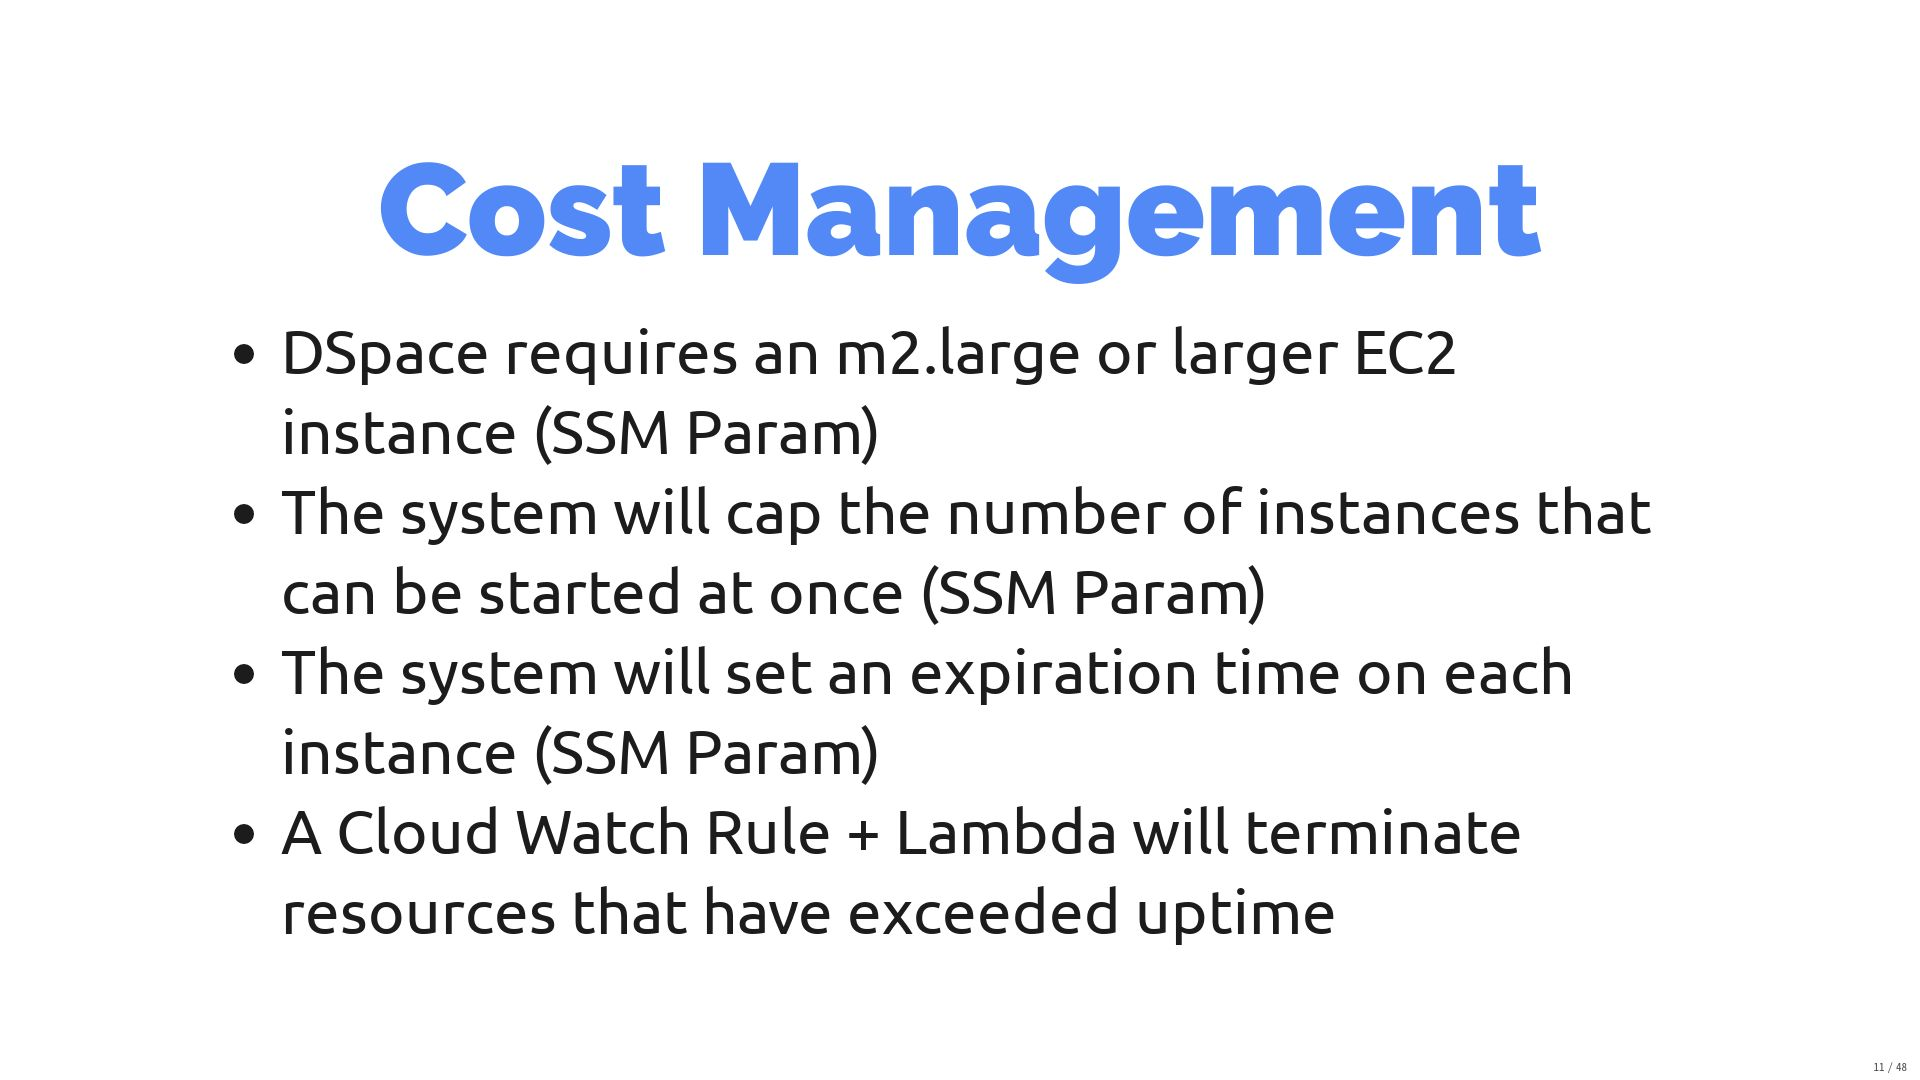 Cost Management
• DSpace requires an m2.large or larger EC2
instance (SSM Param)
• The system will cap the number of instances that
can be started at once (SSM Param)
• The system will set an expiration time on each
instance (SSM Param)
• A Cloud Watch Rule + Lambda will terminate
resources that have exceeded uptime
11 / 48